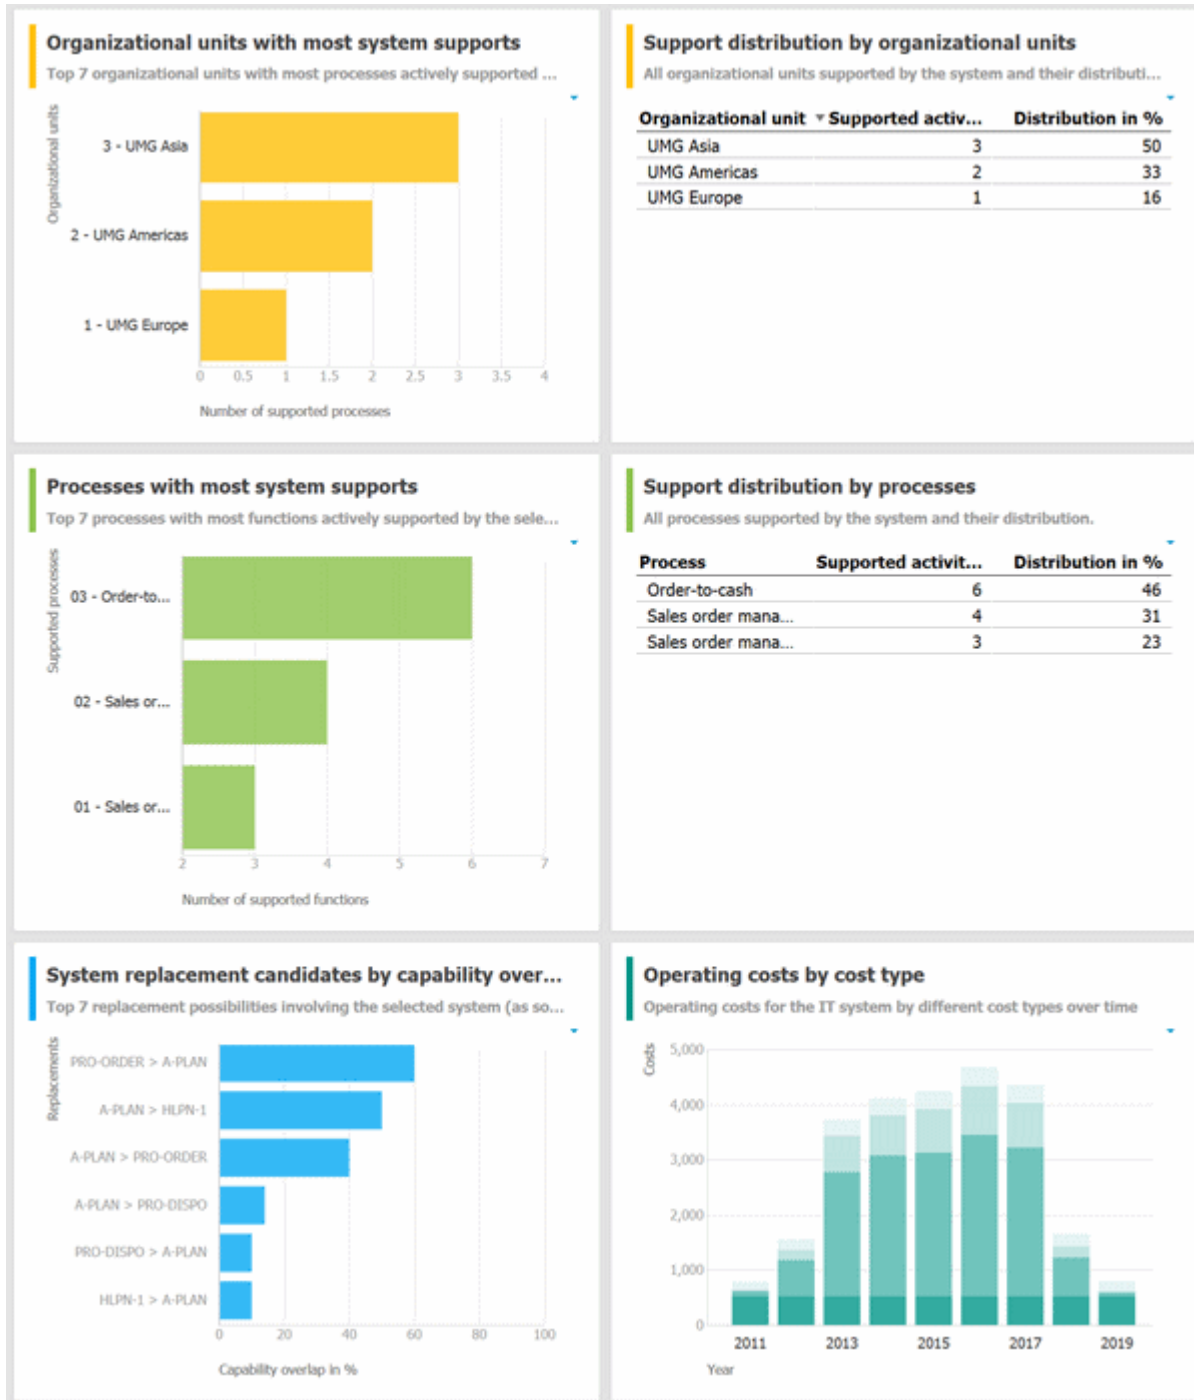 Organizational units with most system supports
Top 7 organizational units with most processes actively supported ...
Organizational units
3 - UMG Asia
2 - UMG Americas
1 - UMG Europe
0 0.5 1 1.5 2 2.5 3 3.5 4
Number of supported processes
Support distribution by organizational units
All organizational units supported by the system and their distributi...
Organizational unit Supported activ... Distribution in %
UMG Asia 3 50
UMG Americas 2 33
UMG Europe 1 16
Processes with most system supports
Top 7 processes with most functions actively supported by the sele...
Supported processes
03 - Order-to...
02 - Sales or...
01 - Sales or...
2 3 4 5 6 7
Number of supported functions
Support distribution by processes
All processes supported by the system and their distribution.
Process Supported activit... Distribution in %
Order-to-cash 6 46
Sales order mana... 4 31
Sales order mana... 3 23
System replacement candidates by capability over...
Top 7 replacement possibilities involving the selected system (as so...
Replacements
PRO-ORDER > A-PLAN
A-PLAN > HLPN-1
A-PLAN > PRO-ORDER
A-PLAN > PRO-DISPO
PRO-DISPO > A-PLAN
HLPN-1 > A-PLAN
0 20 40 60 80 100
Capability overlap in %
Operating costs by cost type
Operating costs for the IT system by different cost types over time
Costs
5,000
4,000
3,000
2,000
1,000
0
2011 2013 2015 2017 2019
Year